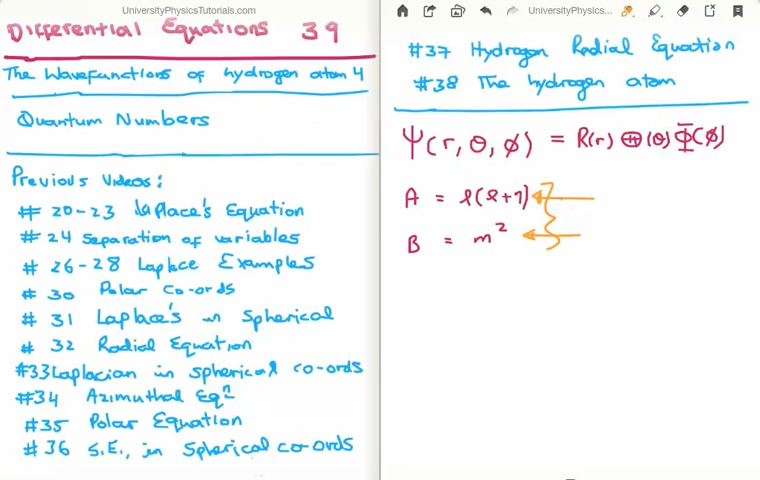 UniversityPhysicsTutorials.com
Differential Equations 39
The Wavefunctions of hydrogen atom 4
Quantum Numbers
Previous Videos:
# 20-23 LaPlace's Equation
# 24 Separation of variables
# 26-28 Laplace Examples
# 30 Polar Co-ords
# 31 Laplace's in Spherical
# 32 Radial Equation
#33 Laplacian in spherical co-ords
#34 Azimuthal Eqⁿ
#35 Polar Equation
#36 S.E., in Spherical co-ords
UniversityPhysics...
#37 Hydrogen Radial Equation
#38 The hydrogen atom
Ψ(r, θ, ϕ) = R(r) Θ(θ) Φ(ϕ)
A = l(l+1)
B = m²